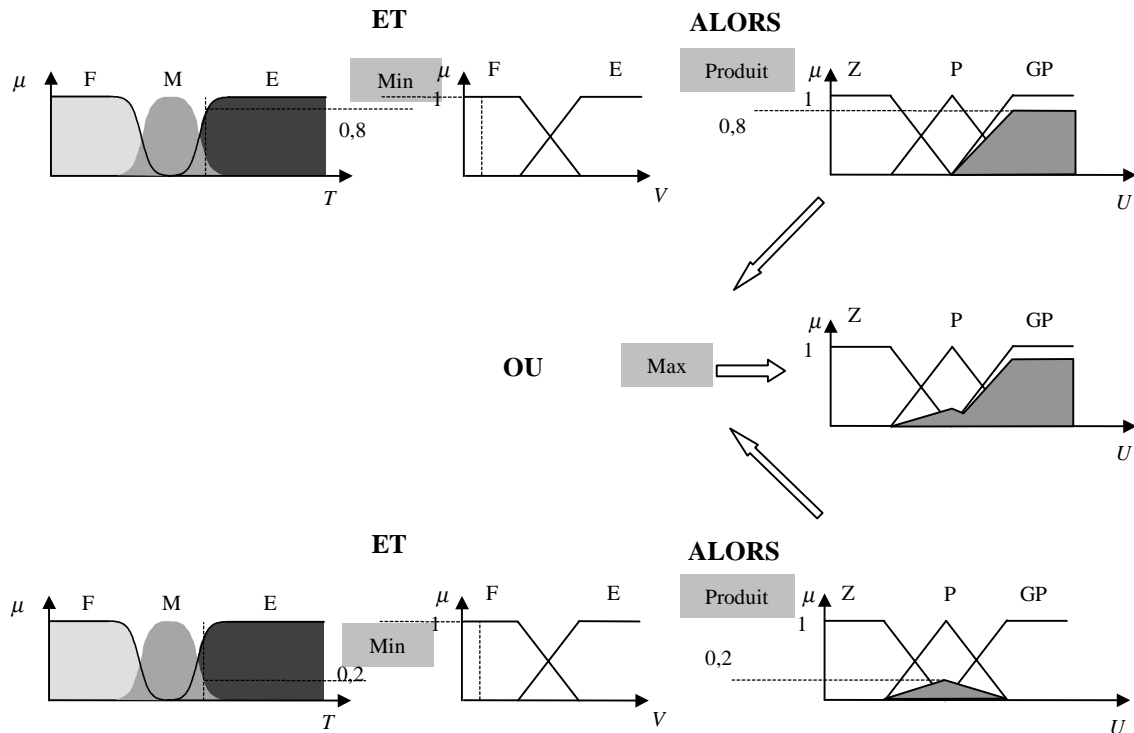 ET ALORS
μ F M E Min μ F E Produit μ Z P GP
1 1
0,8 0,8
T V U
OU Max μ Z P GP
1
U
ET ALORS
μ F M E Min μ F E Produit μ Z P GP
1 1
0,2 0,2
T V U